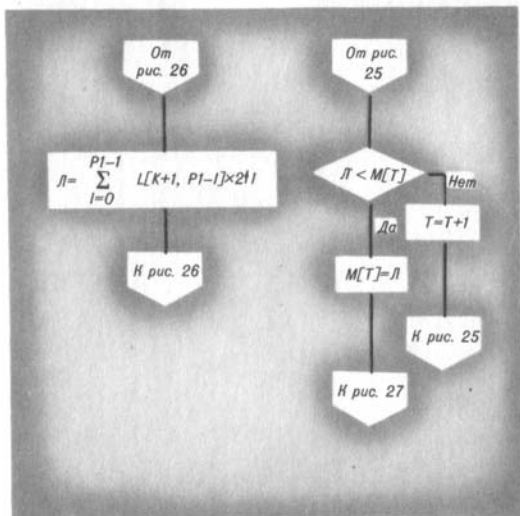 От
рис. 26
Л= P1-1 ∑ I=0 L[K+1, P1-I]×2↑I
К рис. 26
От рис.
25
Л < M[T]
Нет
Да
T=T+1
M[T]=Л
К рис. 25
К рис. 27